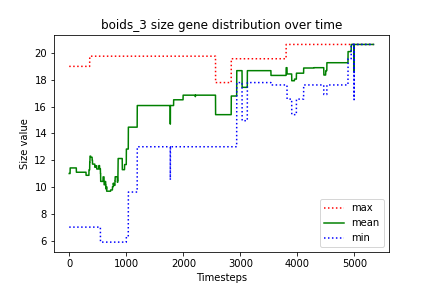 boids_3 size gene distribution over time
Size value
20
18
16
14
12
10
8
6
0
1000
2000
3000
4000
5000
Timesteps
max
mean
min